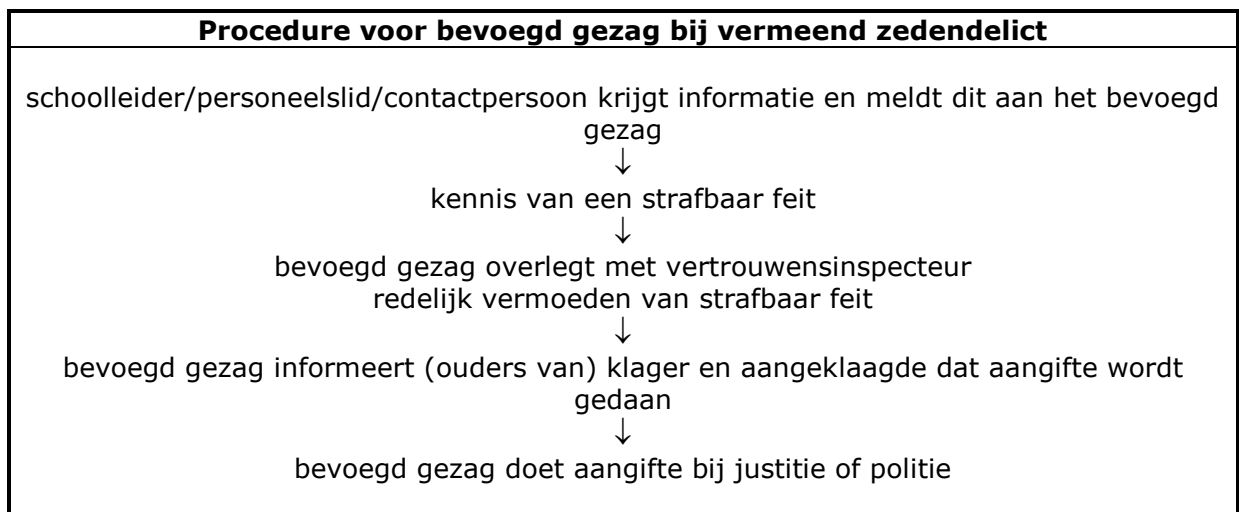 Procedure voor bevoegd gezag bij vermeend zedendelict
schoolleider/personeelslid/contactpersoon krijgt informatie en meldt dit aan het bevoegd
gezag
↓
kennis van een strafbaar feit
↓
bevoegd gezag overlegt met vertrouwensinspecteur
redelijk vermoeden van strafbaar feit
↓
bevoegd gezag informeert (ouders van) klager en aangeklaagde dat aangifte wordt
gedaan
↓
bevoegd gezag doet aangifte bij justitie of politie